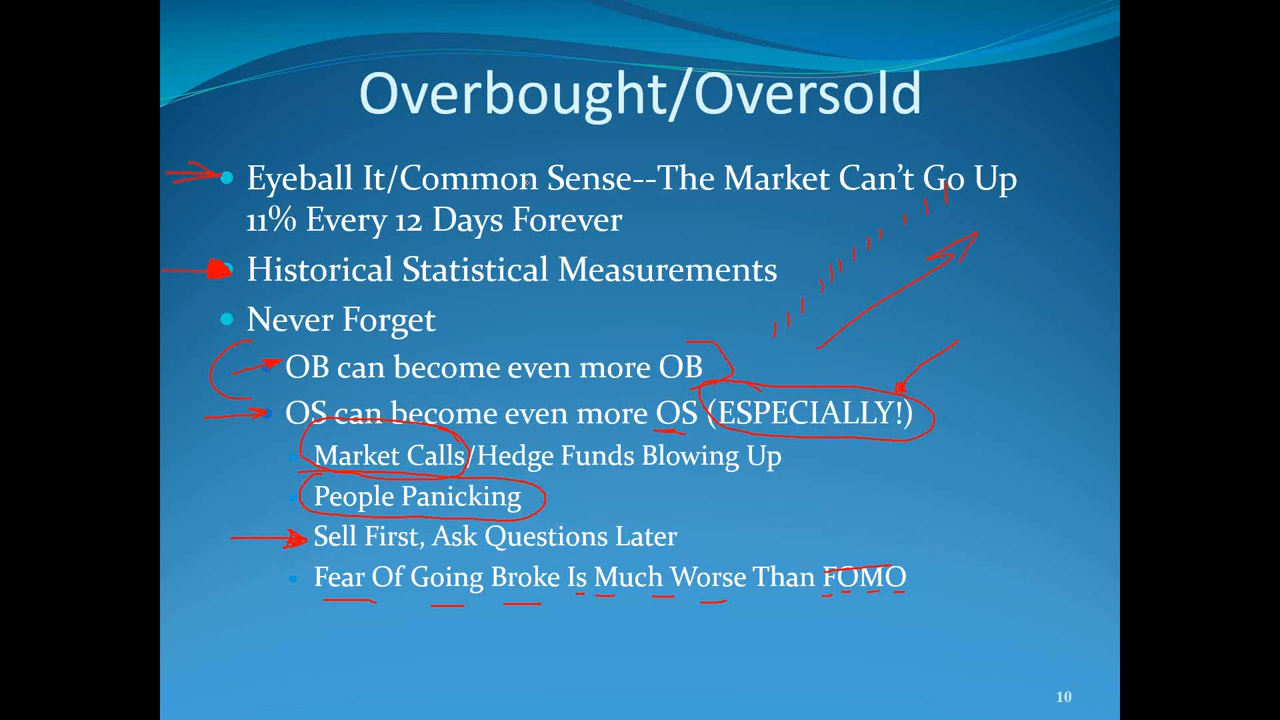 Overbought/Oversold
Eyeball It/Common Sense--The Market Can't Go Up
11% Every 12 Days Forever
Historical Statistical Measurements
Never Forget
OB can become even more OB
OS can become even more OS (ESPECIALLY!)
Market Calls/Hedge Funds Blowing Up
People Panicking
Sell First, Ask Questions Later
Fear Of Going Broke Is Much Worse Than FOMO
10